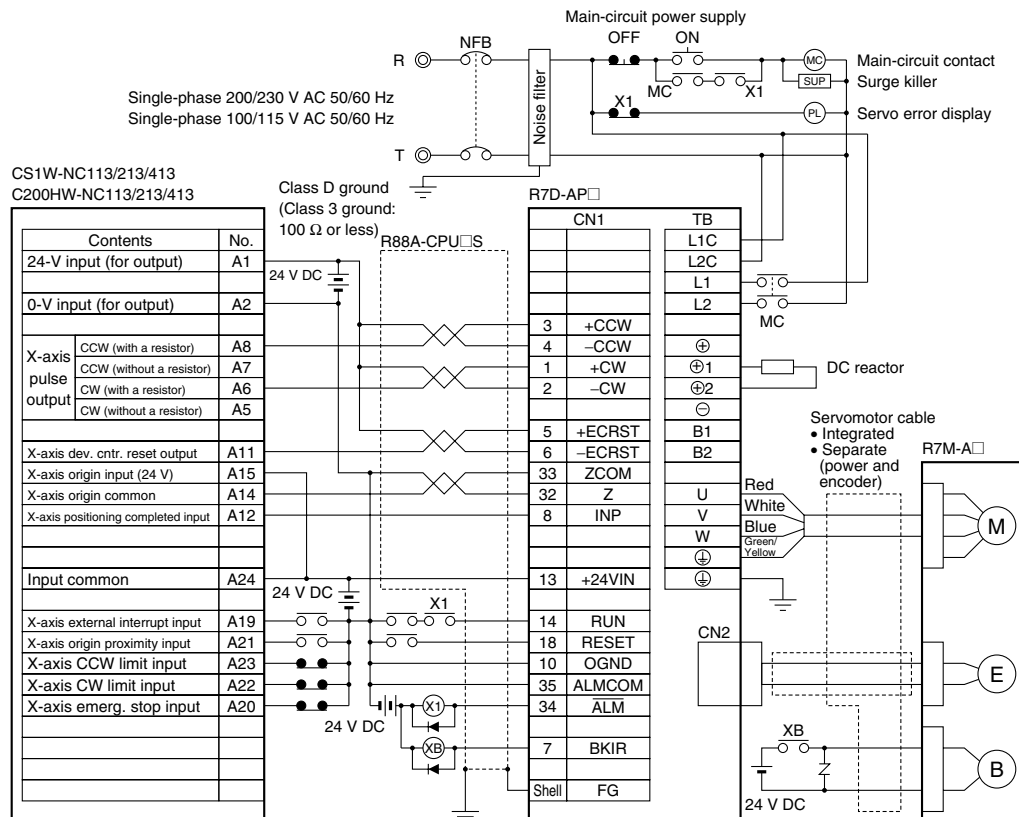 Main-circuit power supply
OFF ON
R NFB
MC Main-circuit contact
SUP Surge killer
MC X1
X1
PL Servo error display
Noise filter
Single-phase 200/230 V AC 50/60 Hz
Single-phase 100/115 V AC 50/60 Hz
T
CS1W-NC113/213/413
C200HW-NC113/213/413
Class D ground
(Class 3 ground:
100 Ω or less)
R88A-CPU□S
R7D-AP□
CN1 TB
Contents No.
24-V input (for output) A1
24 V DC
0-V input (for output) A2
X-axis pulse output
CCW (with a resistor) A8
CCW (without a resistor) A7
CW (with a resistor) A6
CW (without a resistor) A5
X-axis dev. cntr. reset output A11
X-axis origin input (24 V) A15
X-axis origin common A14
X-axis positioning completed input A12
Input common A24
24 V DC
X-axis external interrupt input A19
X-axis origin proximity input A21
X-axis CCW limit input A23
X-axis CW limit input A22
X-axis emerg. stop input A20
X1
24 V DC
X1
XB
3 +CCW
4 −CCW
1 +CW
2 −CW
5 +ECRST
6 −ECRST
33 ZCOM
32 Z
8 INP
13 +24VIN
14 RUN
18 RESET
10 OGND
35 ALMCOM
34 ALM
7 BKIR
Shell FG
L1C
L2C
L1
L2
MC
⊕
⊕1
⊕2
⊖
B1
B2
U
V
W
DC reactor
Servomotor cable
• Integrated
• Separate
(power and
encoder)
R7M-A□
Red
White
Blue
Green/
Yellow
M
CN2
E
XB
24 V DC
B